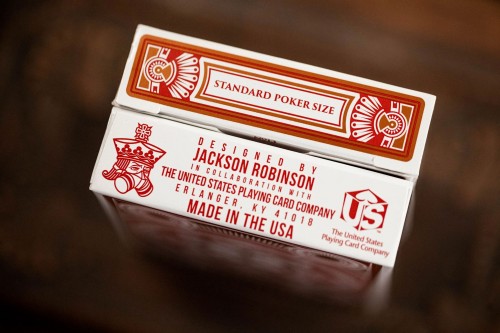 STANDARD POKER SIZE
DESIGNED BY
JACKSON ROBINSON
IN COLLABORATION WITH
THE UNITED STATES PLAYING CARD COMPANY
ERLANGER, KY 41018
MADE IN THE USA
US
The United States
Playing Card Company